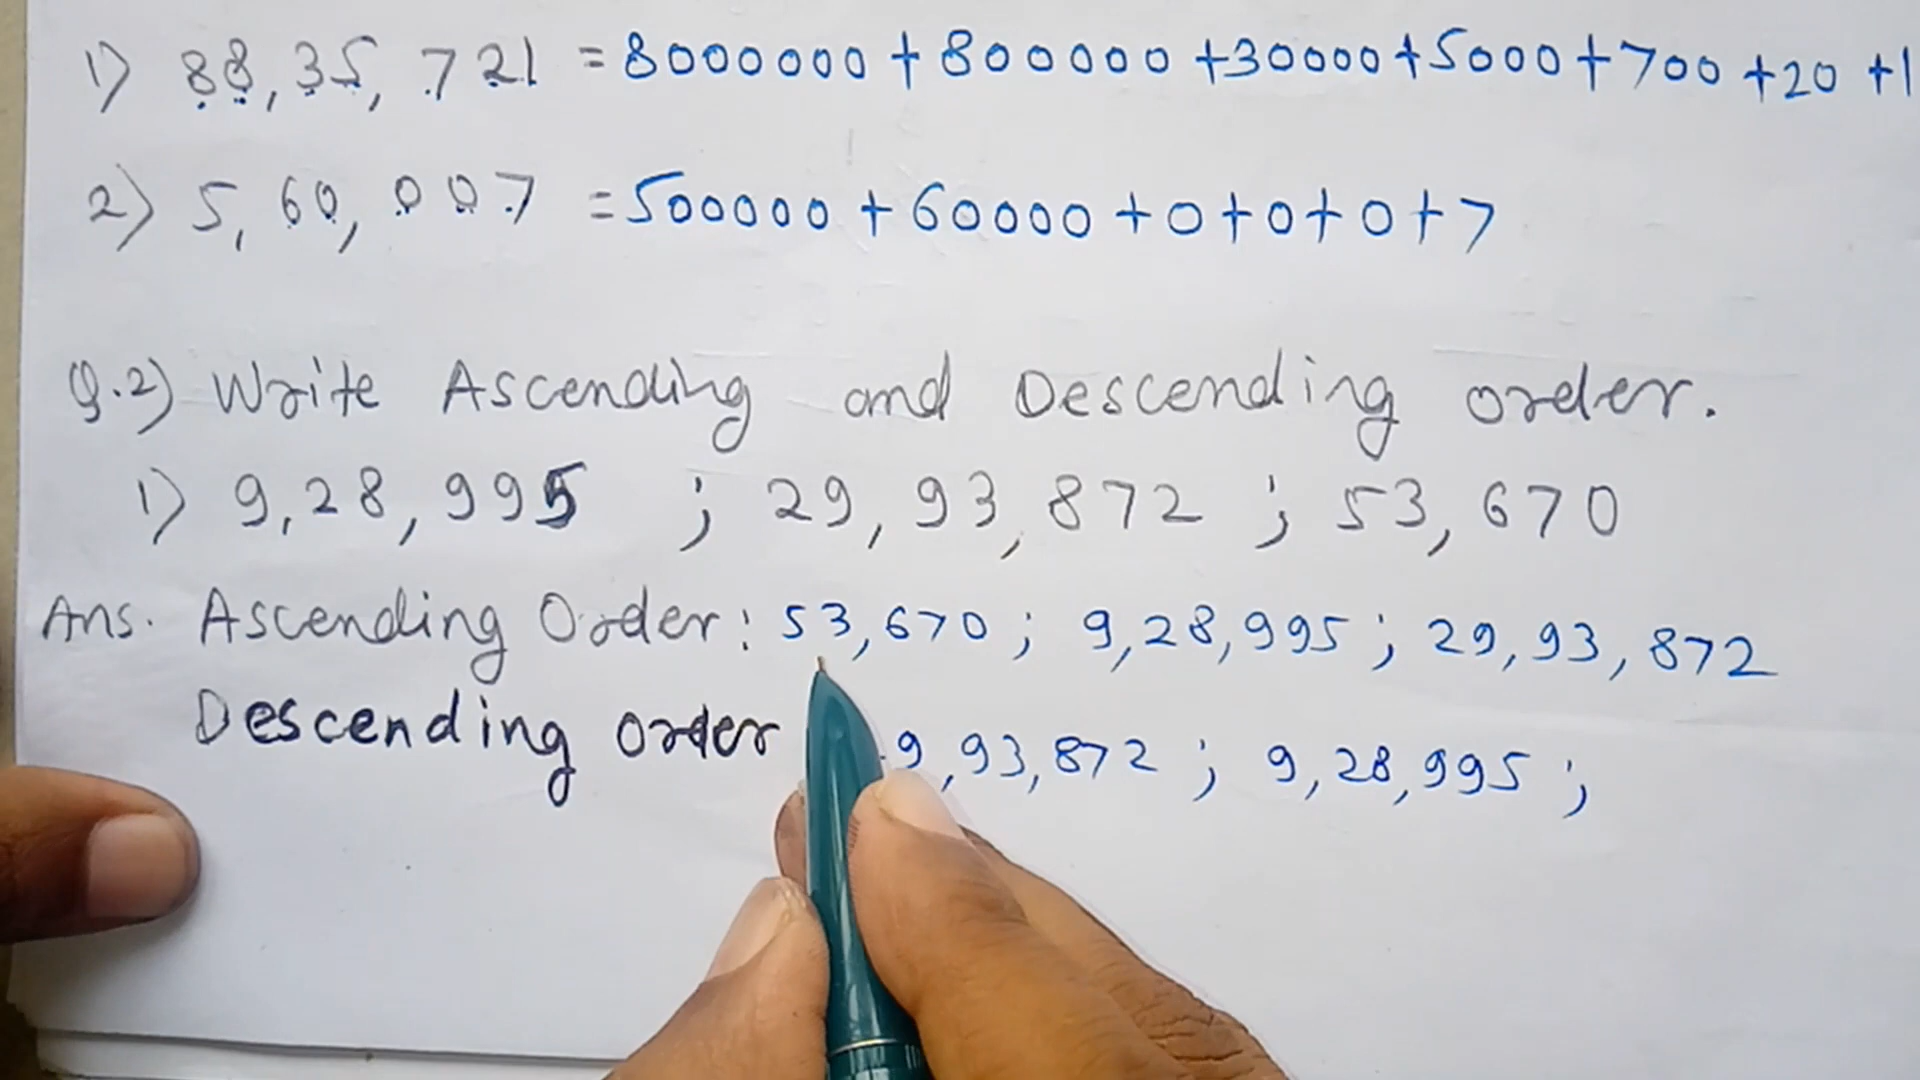 1) 88,35,721 = 8000000 + 800000 + 30000 + 5000 + 700 + 20 + 1
2) 5,60,007 = 500000 + 60000 + 0 + 0 + 0 + 7
Q.2) Write Ascending and Descending order.
1) 9,28,995 ; 29,93,872 ; 53,670
Ans. Ascending Order: 53,670; 9,28,995; 29,93,872
Descending order 9,93,872 ; 9,28,995 ;